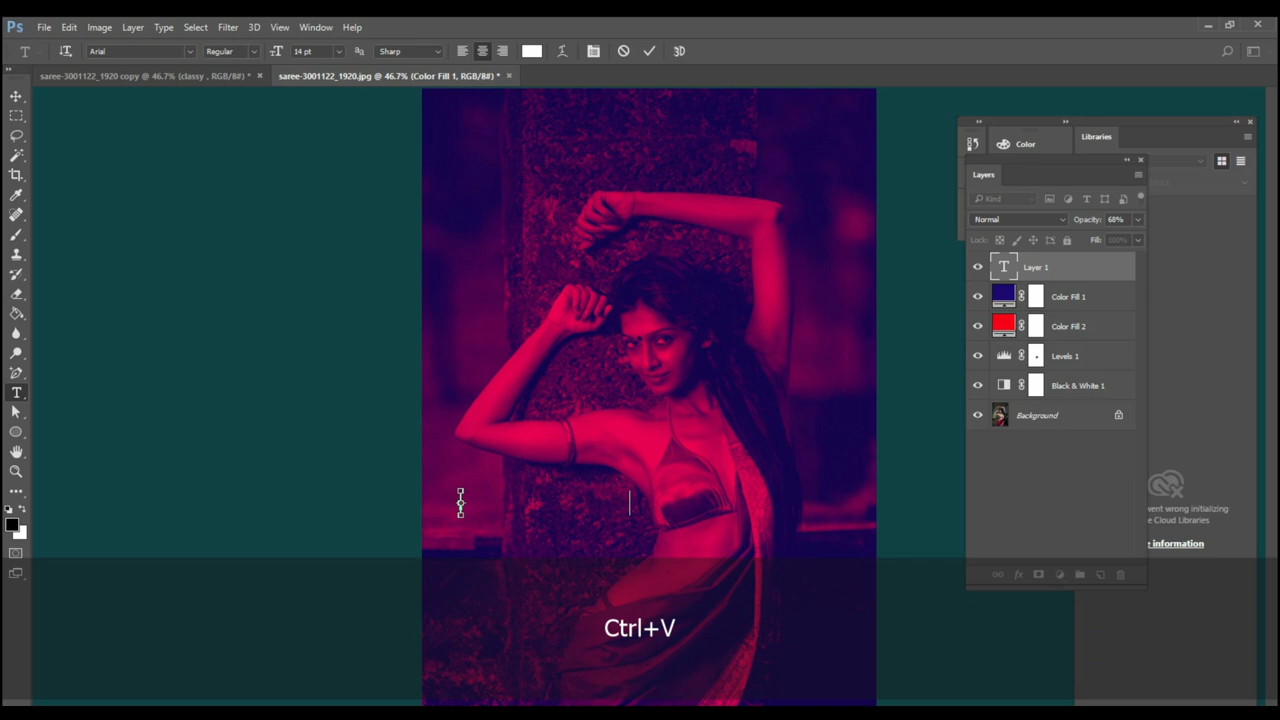 Ps File Edit Image Layer Type Select Filter 3D View Window Help
T Arial Regular 14 pt aa Sharp 3D
saree-3001122_1920 copy @ 46.7% (classy , RGB/8#) * × saree-3001122_1920.jpg @ 46.7% (Color Fill 1, RGB/8#) * ×
Color Libraries
Layers
Kind
Normal Opacity: 68%
Lock: Fill: 100%
T Layer 1
Color Fill 1
Color Fill 2
Levels 1
Black & White 1
Background
vent wrong initializing
e Cloud Libraries
e information
fx
Ctrl+V